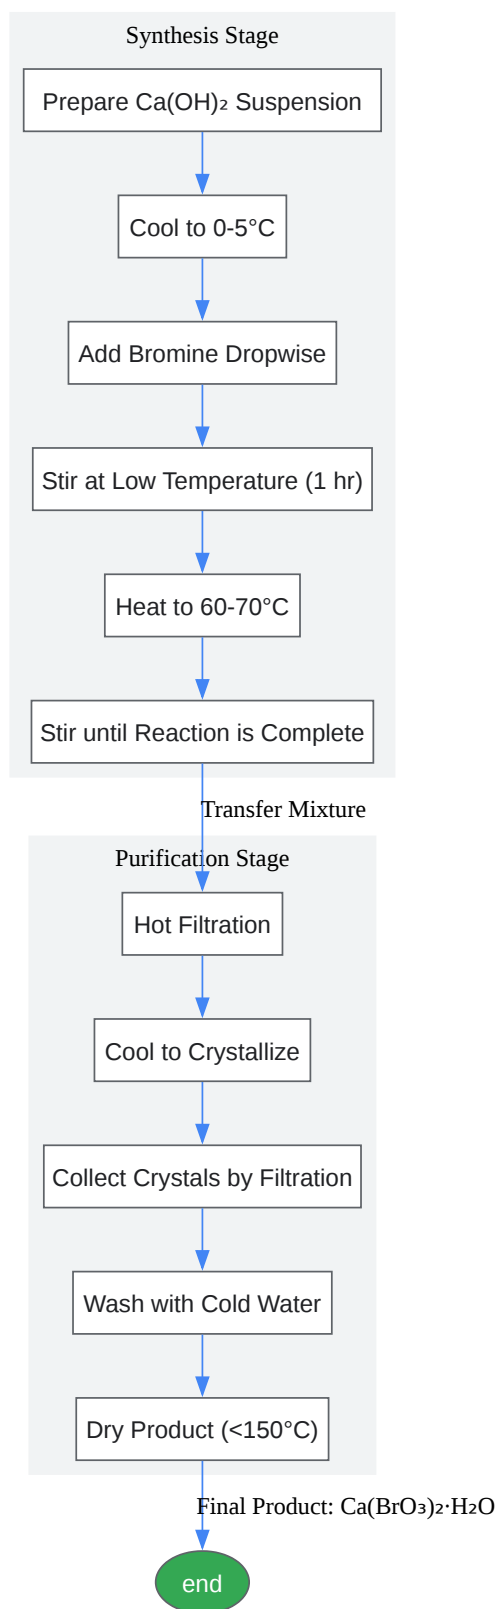 Synthesis Stage
Prepare Ca(OH)₂ Suspension
Cool to 0-5°C
Add Bromine Dropwise
Stir at Low Temperature (1 hr)
Heat to 60-70°C
Stir until Reaction is Complete
Transfer Mixture
Purification Stage
Hot Filtration
Cool to Crystallize
Collect Crystals by Filtration
Wash with Cold Water
Dry Product (<150°C)
Final Product: Ca(BrO₃)₂·H₂O
end